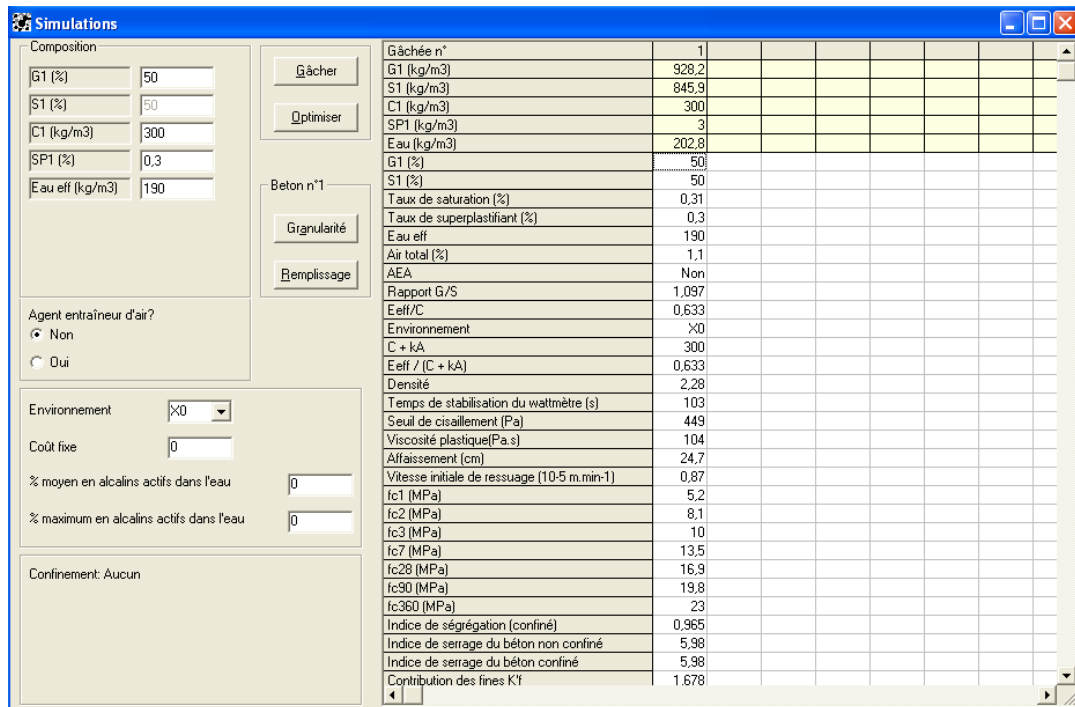 Simulations
Composition
G1 (%) 50
S1 (%) 50
C1 (kg/m3) 300
SP1 (%) 0,3
Eau eff (kg/m3) 190
Gâcher
Optimiser
Beton n°1
Granularité
Remplissage
Agent entraîneur d'air?
Non
Oui
Environnement X0
Coût fixe 0
% moyen en alcalins actifs dans l'eau 0
% maximum en alcalins actifs dans l'eau 0
Confinement: Aucun
Gâchée n° 1
G1 (kg/m3) 928,2
S1 (kg/m3) 845,9
C1 (kg/m3) 300
SP1 (kg/m3) 3
Eau (kg/m3) 202,8
G1 (%) 50
S1 (%) 50
Taux de saturation (%) 0,31
Taux de superplastifiant (%) 0,3
Eau eff 190
Air total (%) 1,1
AEA Non
Rapport G/S 1,097
Eeff/C 0,633
Environnement X0
C + kA 300
Eeff / (C + kA) 0,633
Densité 2,28
Temps de stabilisation du wattmètre (s) 103
Seuil de cisaillement (Pa) 449
Viscosité plastique(Pa.s) 104
Affaissement (cm) 24,7
Vitesse initiale de ressuage (10-5 m.min-1) 0,87
fc1 (MPa) 5,2
fc2 (MPa) 8,1
fc3 (MPa) 10
fc7 (MPa) 13,5
fc28 (MPa) 16,9
fc90 (MPa) 19,8
fc360 (MPa) 23
Indice de ségrégation (confiné) 0,965
Indice de serrage du béton non confiné 5,98
Indice de serrage du béton confiné 5,98
Contribution des fines K'f 1,678